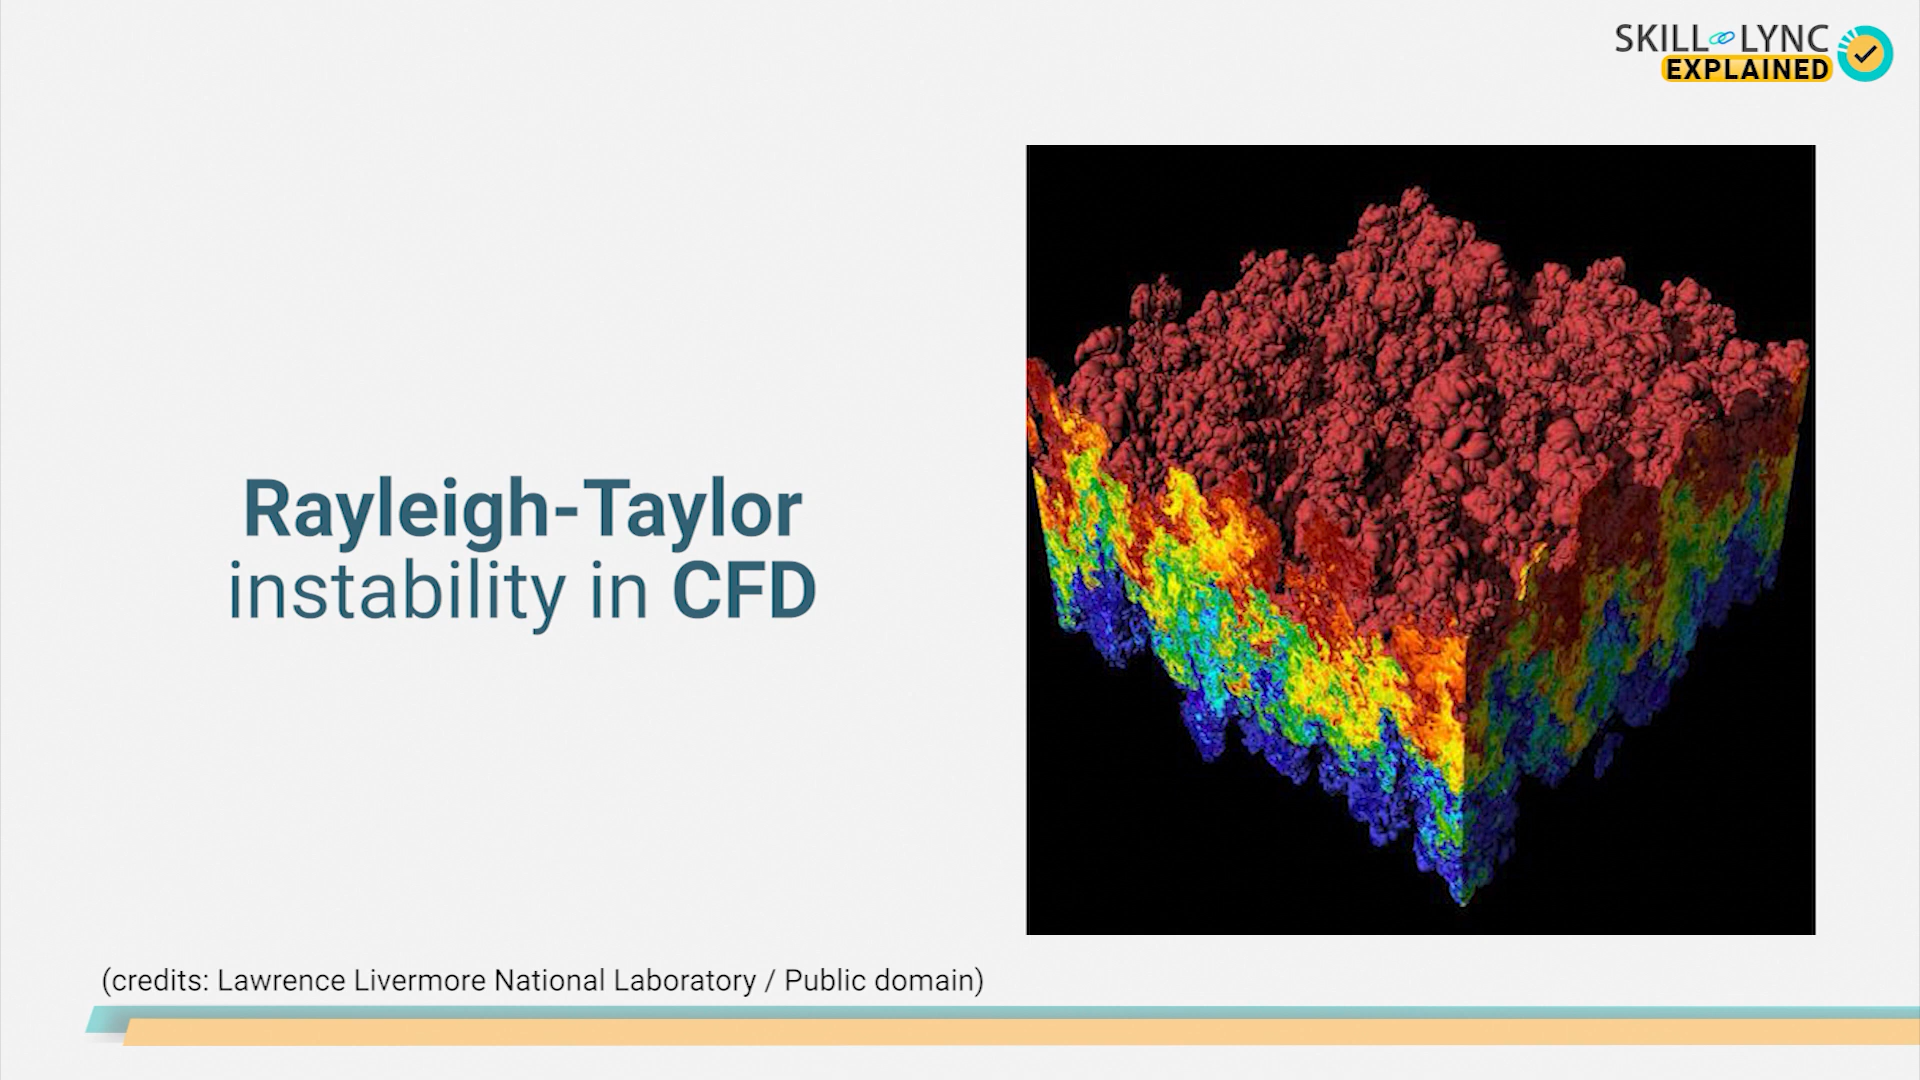 SKILL LYNC
EXPLAINED
Rayleigh-Taylor
instability in CFD
(credits: Lawrence Livermore National Laboratory / Public domain)